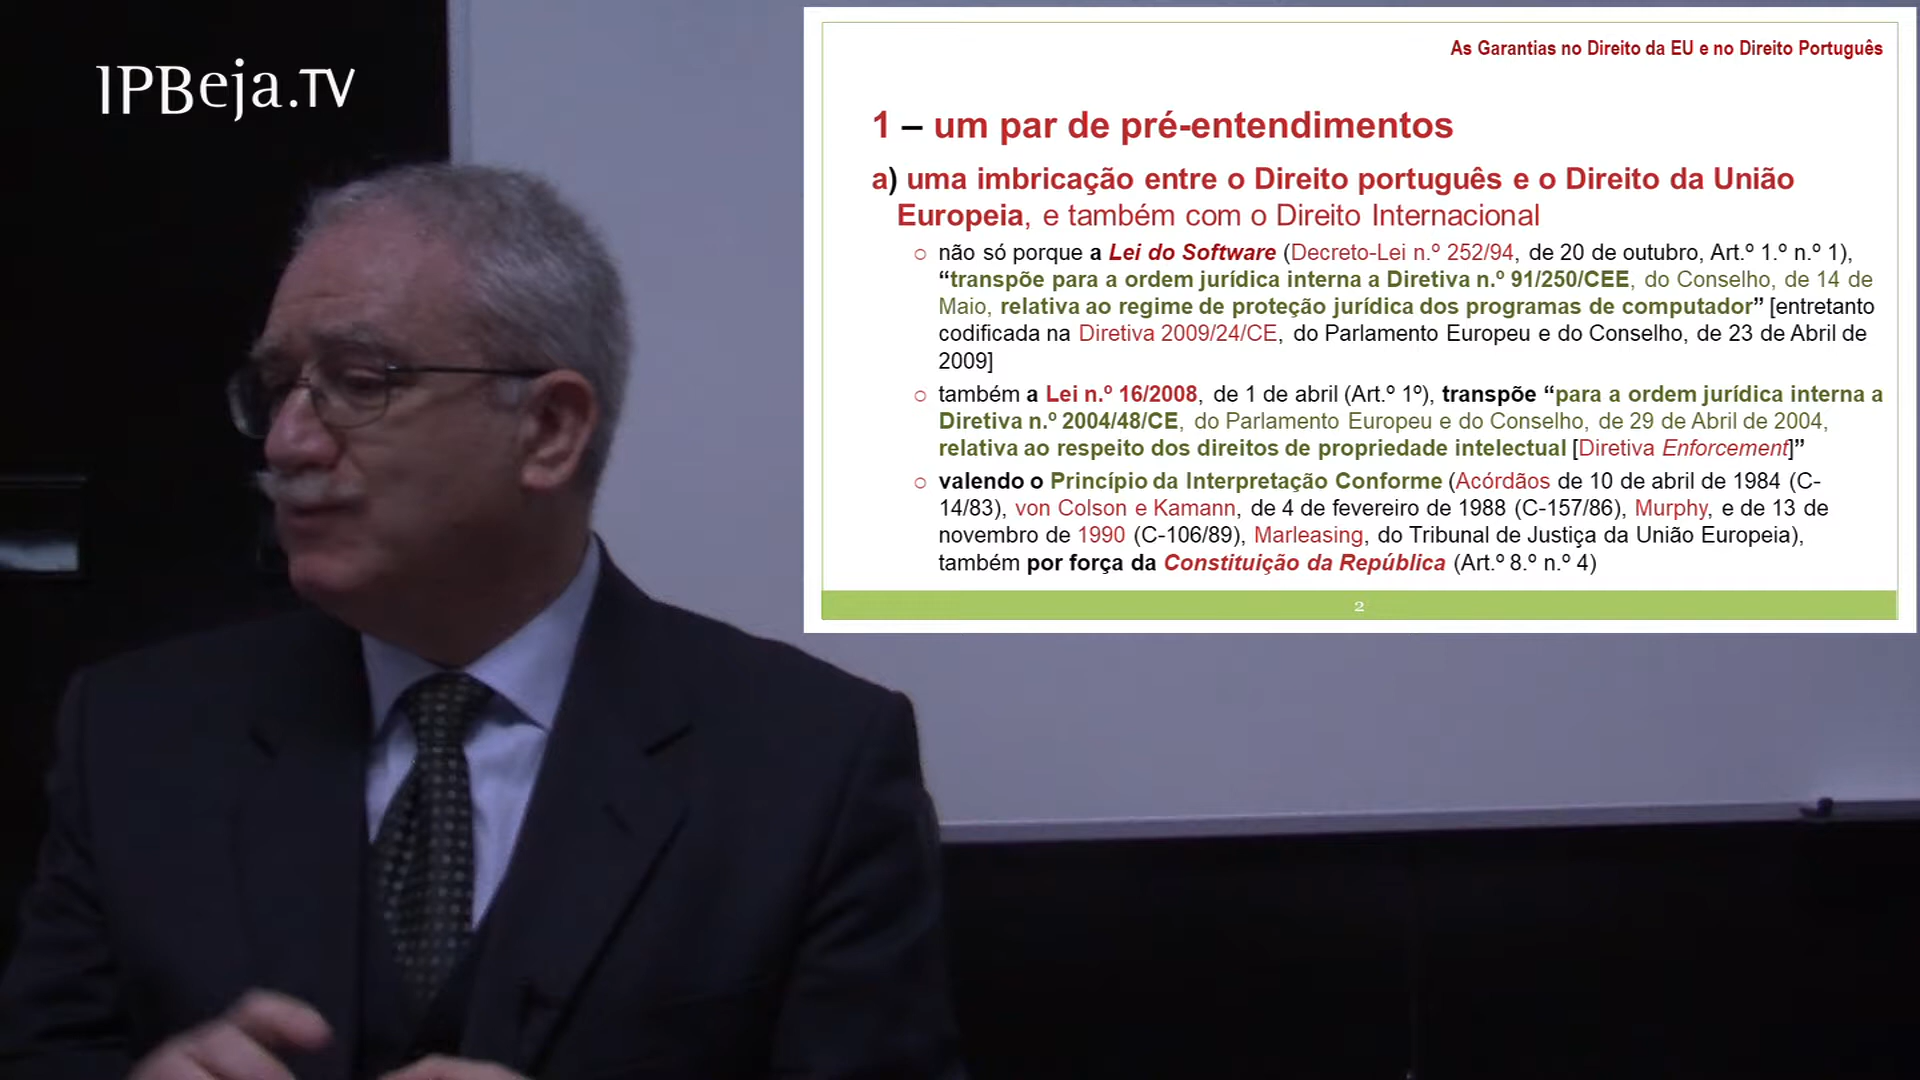 IPBeja.TV
As Garantias no Direito da EU e no Direito Português
1 – um par de pré-entendimentos
a) uma imbricação entre o Direito português e o Direito da União
Europeia, e também com o Direito Internacional
não só porque a Lei do Software (Decreto-Lei n.º 252/94, de 20 de outubro, Art.º 1.º n.º 1),
“transpõe para a ordem jurídica interna a Diretiva n.º 91/250/CEE, do Conselho, de 14 de
Maio, relativa ao regime de proteção jurídica dos programas de computador” [entretanto
codificada na Diretiva 2009/24/CE, do Parlamento Europeu e do Conselho, de 23 de Abril de
2009]
também a Lei n.º 16/2008, de 1 de abril (Art.º 1º), transpõe “para a ordem jurídica interna a
Diretiva n.º 2004/48/CE, do Parlamento Europeu e do Conselho, de 29 de Abril de 2004,
relativa ao respeito dos direitos de propriedade intelectual [Diretiva Enforcement]”
valendo o Princípio da Interpretação Conforme (Acórdãos de 10 de abril de 1984 (C-
14/83), von Colson e Kamann, de 4 de fevereiro de 1988 (C-157/86), Murphy, e de 13 de
novembro de 1990 (C-106/89), Marleasing, do Tribunal de Justiça da União Europeia),
também por força da Constituição da República (Art.º 8.º n.º 4)
2